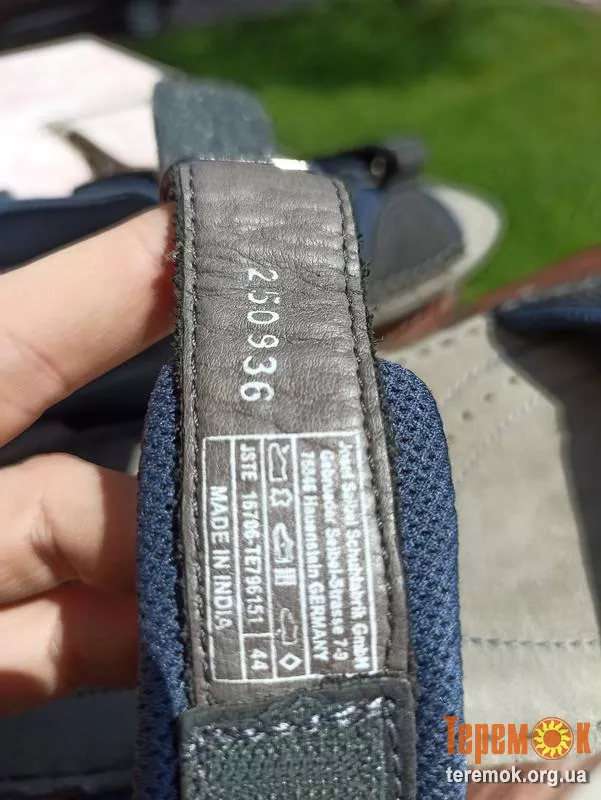 250936
Josef Seibel Schuhfabrik GmbH
Gebrüder Seibel-Strasse 7-9
76846 Hauenstein GERMANY
JSTE 16706-TE796151 44
MADE IN INDIA
Теремок
teremok.org.ua